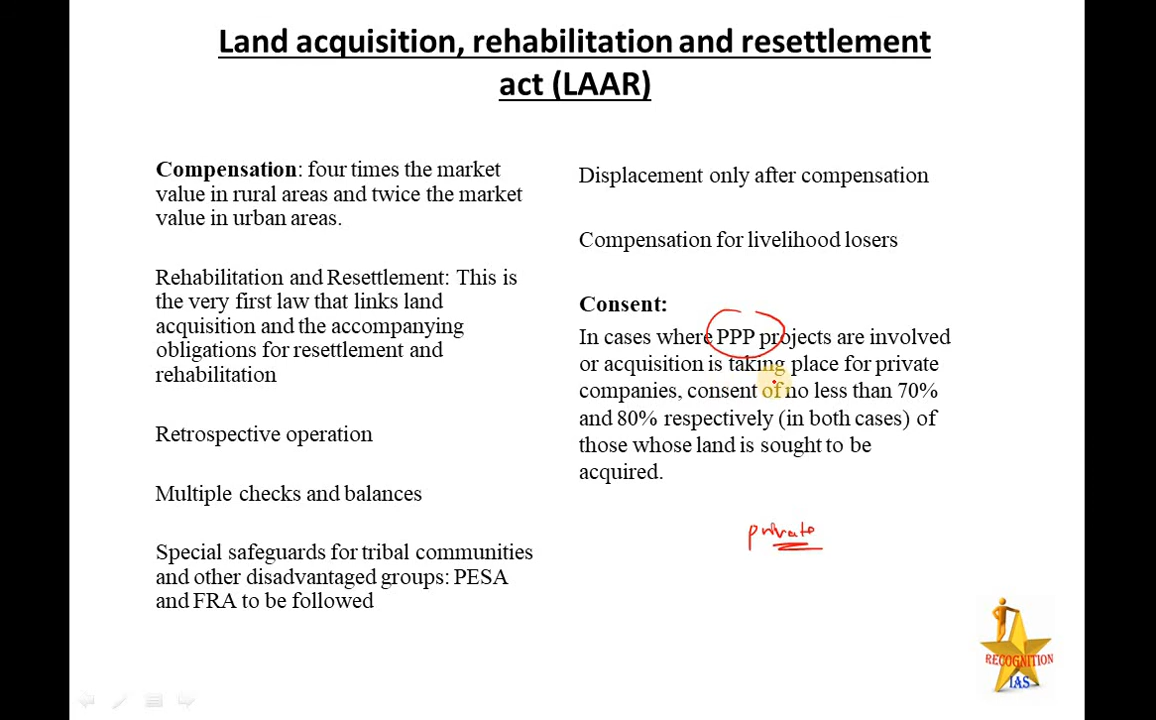 Land acquisition, rehabilitation and resettlement
act (LAAR)
Compensation: four times the market
value in rural areas and twice the market
value in urban areas.
Rehabilitation and Resettlement: This is
the very first law that links land
acquisition and the accompanying
obligations for resettlement and
rehabilitation
Retrospective operation
Multiple checks and balances
Special safeguards for tribal communities
and other disadvantaged groups: PESA
and FRA to be followed
Displacement only after compensation
Compensation for livelihood losers
Consent:
In cases where PPP projects are involved
or acquisition is taking place for private
companies, consent of no less than 70%
and 80% respectively (in both cases) of
those whose land is sought to be
acquired.
private
RECOGNITION
IAS